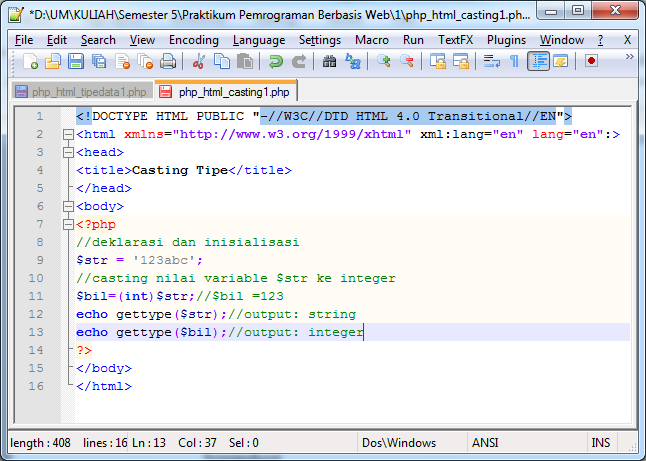 *D:\UM\KULIAH\Semester 5\Praktikum Pemrograman Berbasis Web\1\php_html_casting1.ph...
File Edit Search View Encoding Language Settings Macro Run TextFX Plugins Window ? X
php_html_tipedata1.php php_html_casting1.php
1 <!DOCTYPE HTML PUBLIC "-//W3C//DTD HTML 4.0 Transitional//EN">
2 <html xmlns="http://www.w3.org/1999/xhtml" xml:lang="en" lang="en":>
3 <head>
4 <title>Casting Tipe</title>
5 </head>
6 <body>
7 <?php
8 //deklarasi dan inisialisasi
9 $str = '123abc';
10 //casting nilai variable $str ke integer
11 $bil=(int)$str;//$bil =123
12 echo gettype($str);//output: string
13 echo gettype($bil);//output: integer
14 ?>
15 </body>
16 </html>
length : 408 lines : 16 Ln : 13 Col : 37 Sel : 0 Dos\Windows ANSI INS